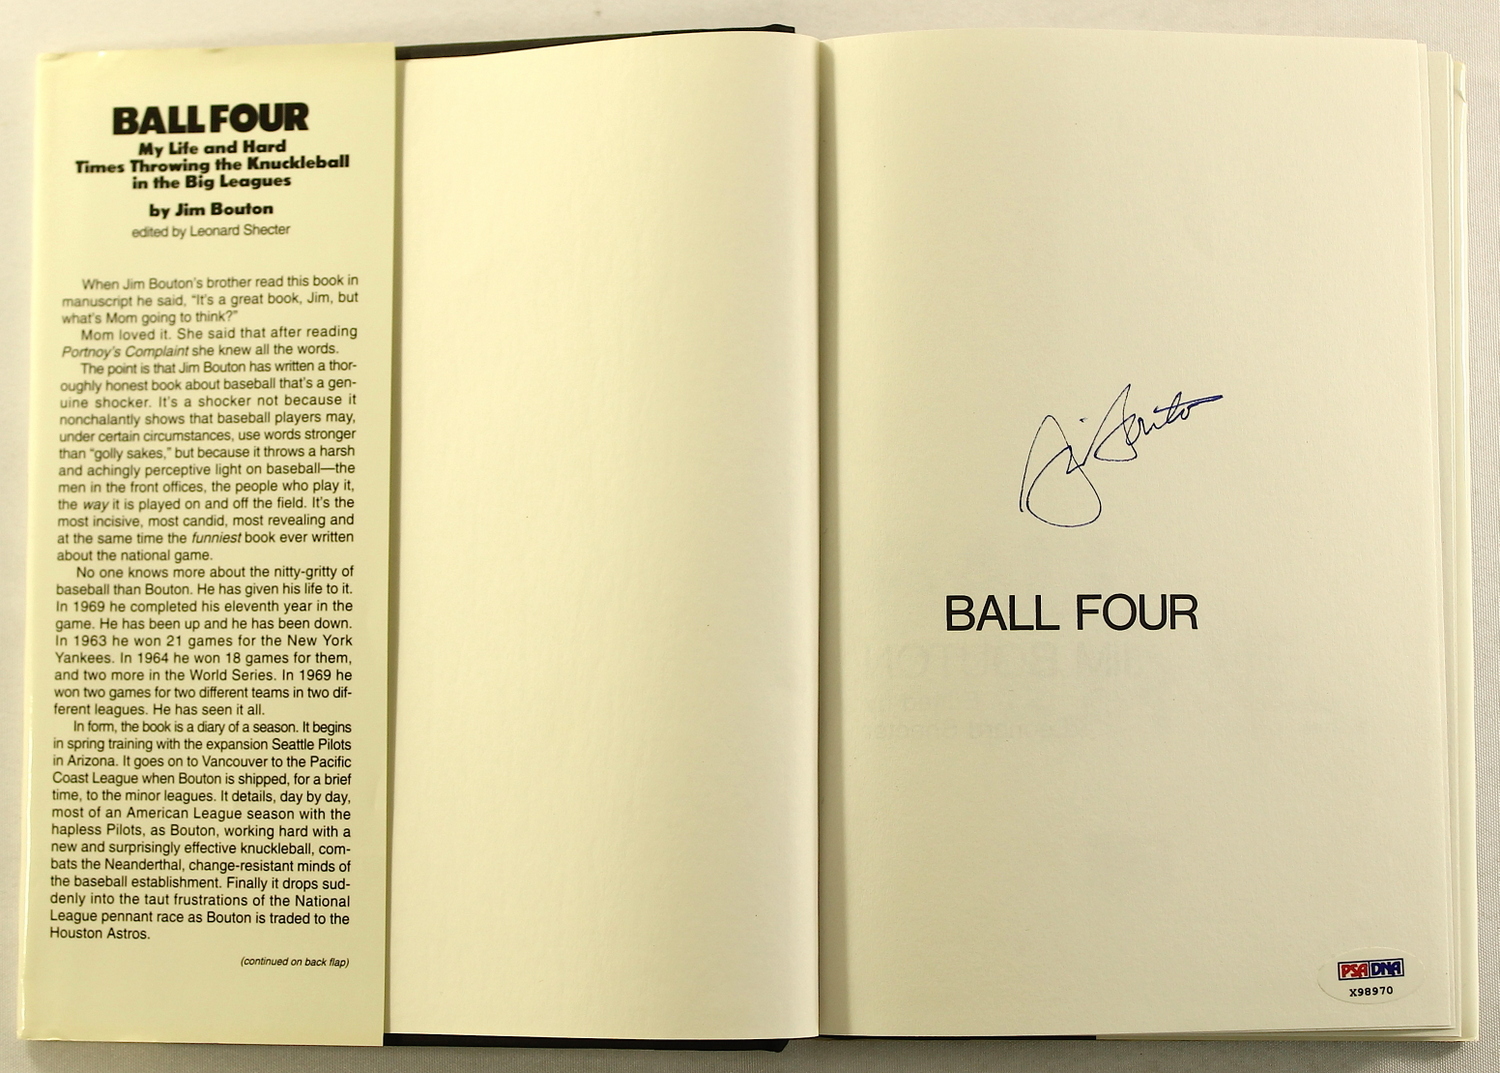 BALL FOUR
My Life and Hard
Times Throwing the Knuckleball
in the Big Leagues
by Jim Bouton
edited by Leonard Shecter
When Jim Bouton's brother read this book in
manuscript he said, "It's a great book, Jim, but
what's Mom going to think?"
Mom loved it. She said that after reading
Portnoy's Complaint she knew all the words.
The point is that Jim Bouton has written a thor-
oughly honest book about baseball that's a gen-
uine shocker. It's a shocker not because it
nonchalantly shows that baseball players may,
under certain circumstances, use words stronger
than "golly sakes," but because it throws a harsh
and achingly perceptive light on baseball—the
men in the front offices, the people who play it,
the way it is played on and off the field. It's the
most incisive, most candid, most revealing and
at the same time the funniest book ever written
about the national game.
No one knows more about the nitty-gritty of
baseball than Bouton. He has given his life to it.
In 1969 he completed his eleventh year in the
game. He has been up and he has been down.
In 1963 he won 21 games for the New York
Yankees. In 1964 he won 18 games for them,
and two more in the World Series. In 1969 he
won two games for two different teams in two dif-
ferent leagues. He has seen it all.
In form, the book is a diary of a season. It begins
in spring training with the expansion Seattle Pilots
in Arizona. It goes on to Vancouver to the Pacific
Coast League when Bouton is shipped, for a brief
time, to the minor leagues. It details, day by day,
most of an American League season with the
hapless Pilots, as Bouton, working hard with a
new and surprisingly effective knuckleball, com-
bats the Neanderthal, change-resistant minds of
the baseball establishment. Finally it drops sud-
denly into the taut frustrations of the National
League pennant race as Bouton is traded to the
Houston Astros.
(continued on back flap)
Jim Bouton
BALL FOUR
PSA DNA
X98970